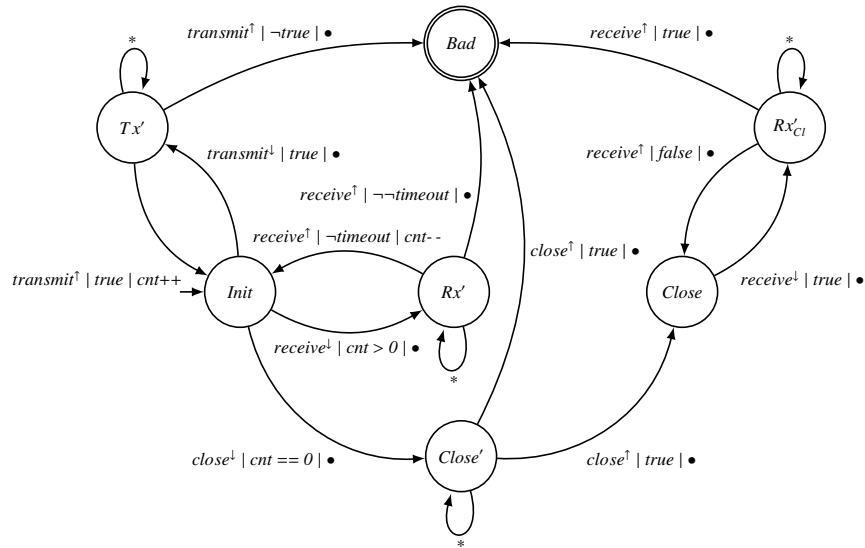 transmit↑ | ¬true | ●
Bad
receive↑ | true | ●
*
*
Tx′
Rx′Cl
transmit↓ | true | ●
receive↑ | false | ●
receive↑ | ¬¬timeout | ●
receive↑ | ¬timeout | cnt--
close↑ | true | ●
transmit↑ | true | cnt++
Init
Rx′
Close
receive↓ | true | ●
receive↓ | cnt > 0 | ●
*
close↓ | cnt == 0 | ●
Close′
close↑ | true | ●
*